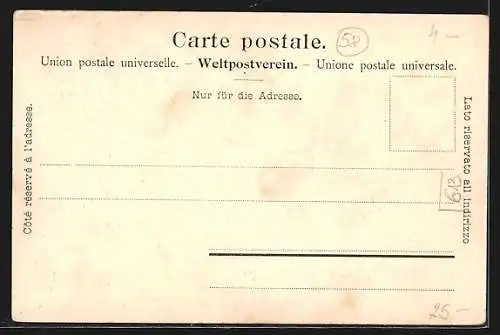 Carte postale. 58
4 —
Union postale universelle. – Weltpostverein. – Unione postale universale.
Nur für die Adresse.
Côté réservé à l'adresse.
Lato riservato all indirizzo
613
25.–